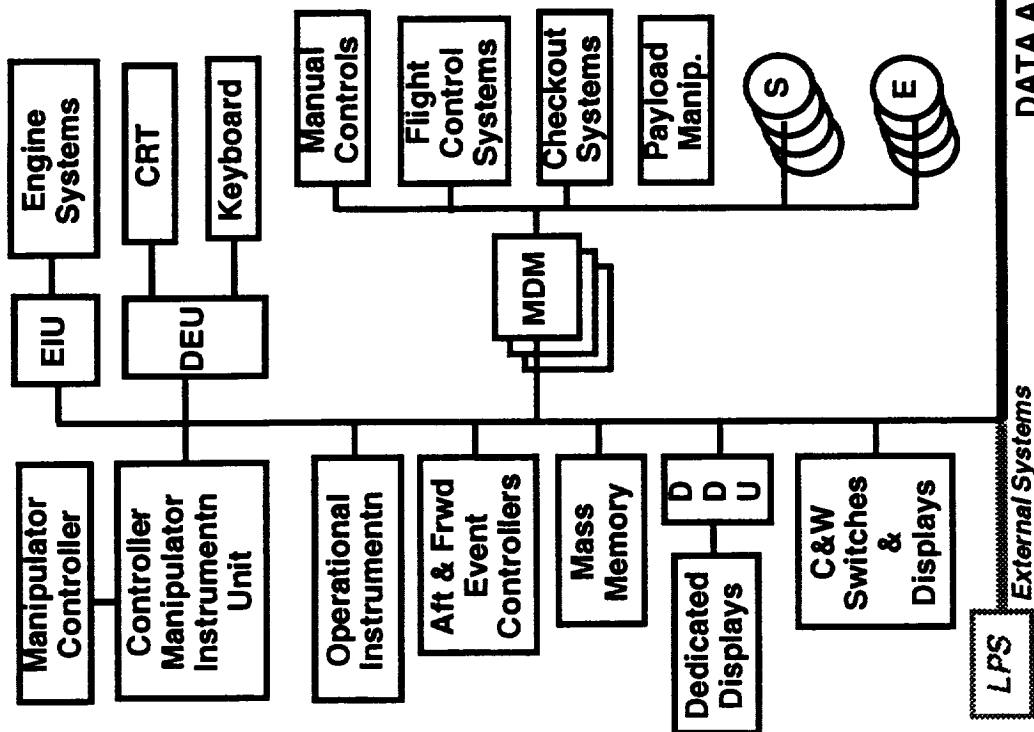 Manipulator
Controller
Controller
Manipulator
Instrumentn
Unit
Operational
Instrumentn
Aft & Frwd
Event
Controllers
Mass
Memory
Dedicated
Displays
D
D
U
C&W
Switches
&
Displays
LPS
External Systems
EIU
Engine
Systems
DEU
CRT
Keyboard
MDM
Manual
Controls
Flight
Control
Systems
Checkout
Systems
Payload
Manip.
S
E